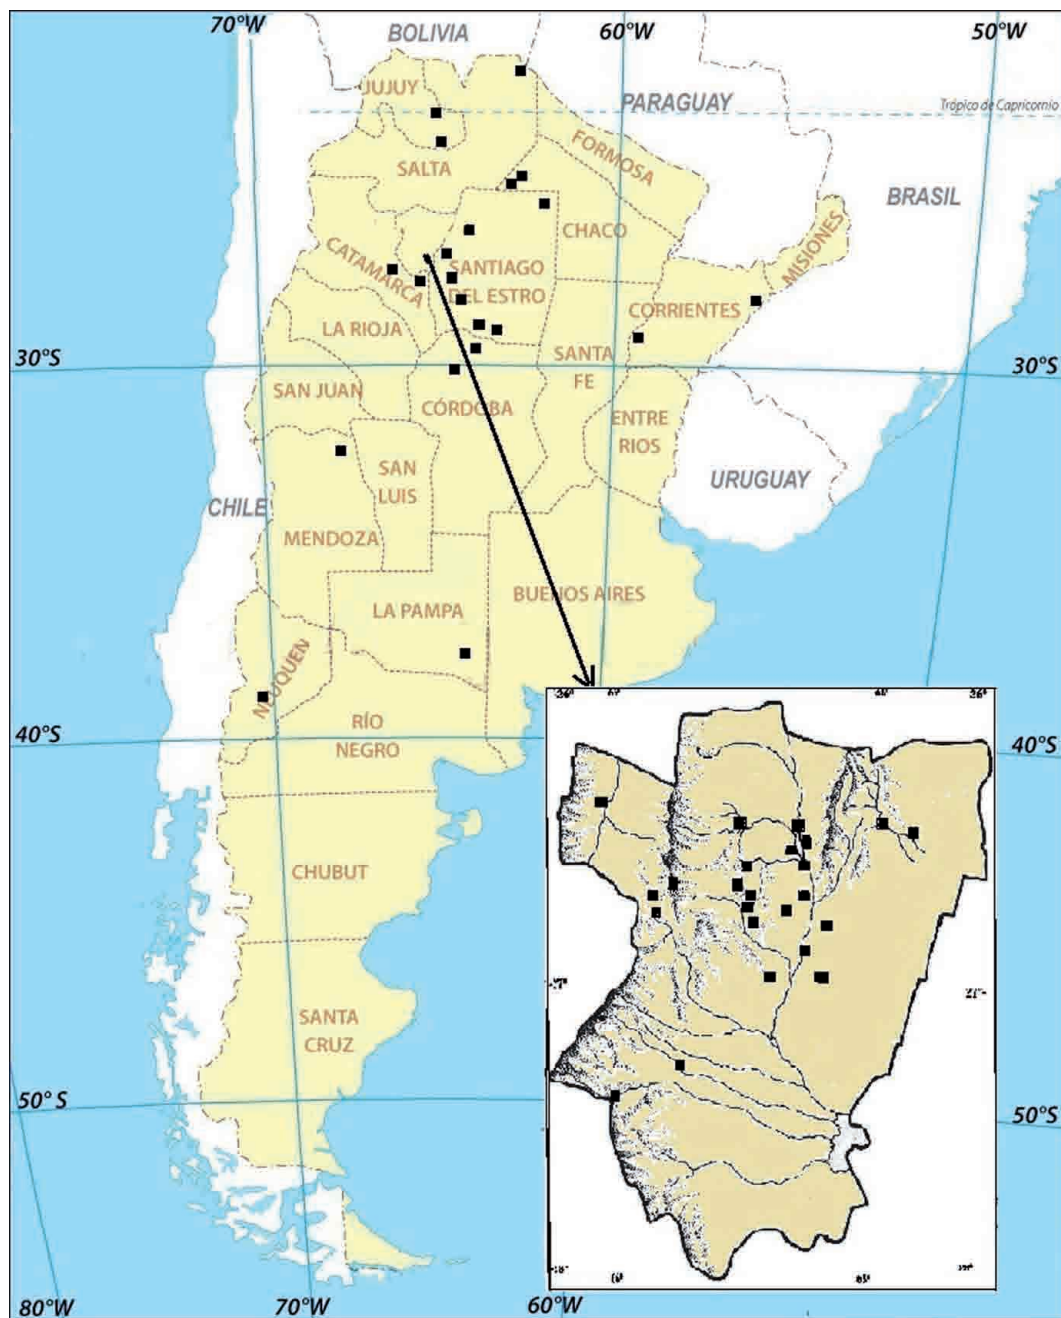 70°W
60°W
50°W
BOLIVIA
JUJUY
PARAGUAY
Trópico de Capricornio
FORMOSA
SALTA
BRASIL
CHACO
MISIONES
CATAMARCA
SANTIAGO
DEL ESTRO
CORRIENTES
LA RIOJA
SANTA
FE
30°S
30°S
SAN JUAN
CÓRDOBA
ENTRE
RIOS
SAN
LUIS
URUGUAY
CHILE
MENDOZA
BUENOS AIRES
LA PAMPA
NEUQUEN
RÍO
NEGRO
40°S
40°S
CHUBUT
SANTA
CRUZ
50°S
50°S
80°W
70°W
60°W